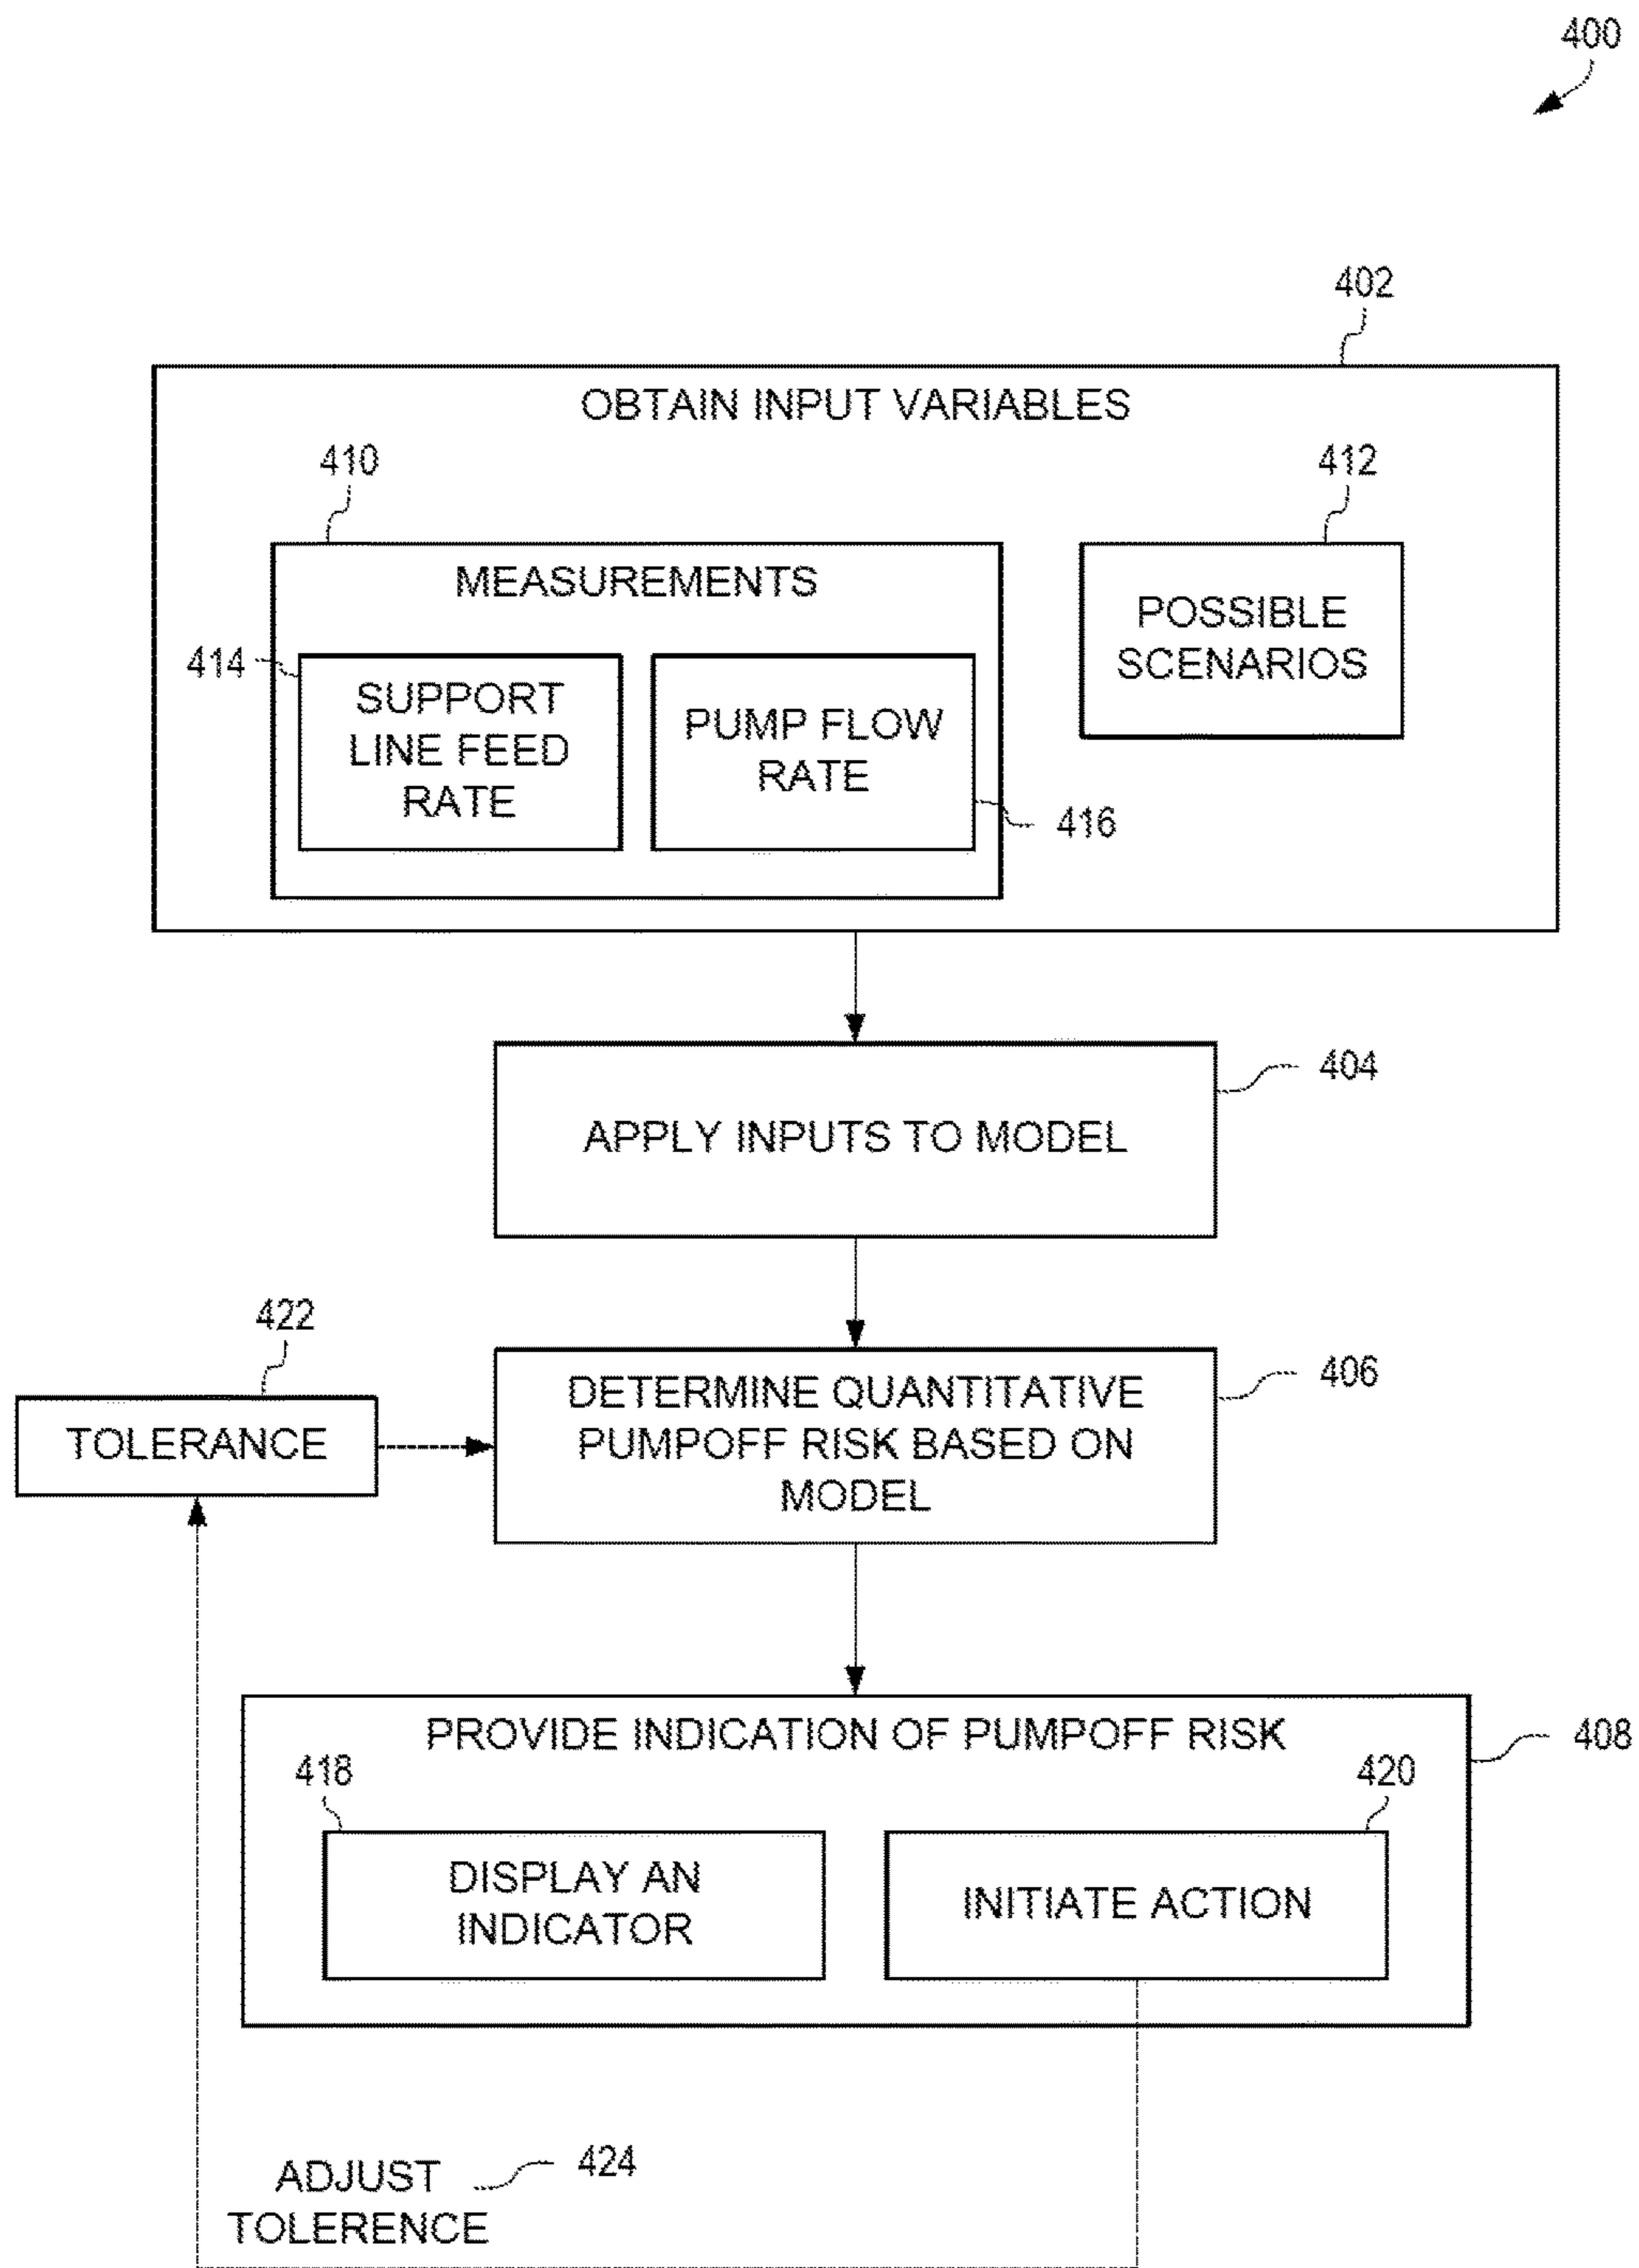 400
402
OBTAIN INPUT VARIABLES
410
412
MEASUREMENTS
POSSIBLE
SCENARIOS
414
SUPPORT
LINE FEED
RATE
PUMP FLOW
RATE
416
404
APPLY INPUTS TO MODEL
422
TOLERANCE
406
DETERMINE QUANTITATIVE
PUMPOFF RISK BASED ON
MODEL
PROVIDE INDICATION OF PUMPOFF RISK
408
418
420
DISPLAY AN
INDICATOR
INITIATE ACTION
ADJUST
TOLERENCE
424